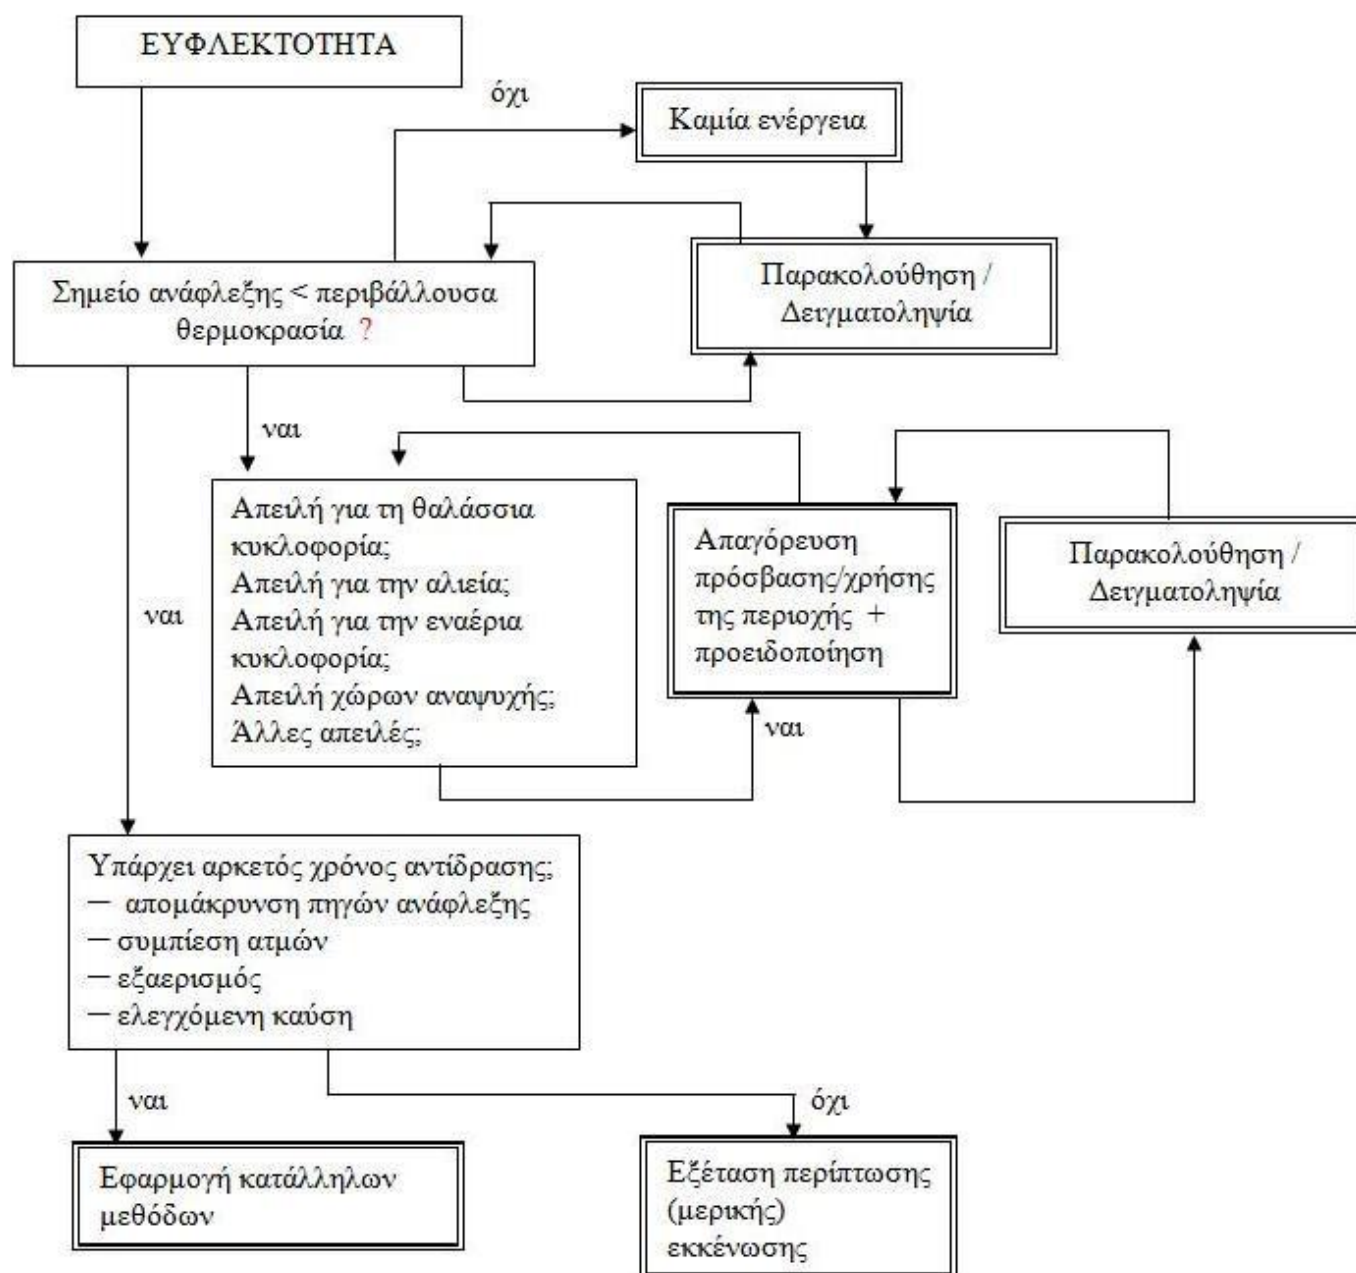 ΕΥΦΛΕΚΤΟΤΗΤΑ
όχι
Καμία ενέργεια
Σημείο ανάφλεξης < περιβάλλουσα
θερμοκρασία ?
Παρακολούθηση /
Δειγματοληψία
ναι
ναι
Απειλή για τη θαλάσσια
κυκλοφορία;
Απειλή για την αλιεία;
Απειλή για την εναέρια
κυκλοφορία;
Απειλή χώρων αναψυχής;
Άλλες απειλές;
Απαγόρευση
πρόσβασης/χρήσης
της περιοχής +
προειδοποίηση
ναι
Παρακολούθηση /
Δειγματοληψία
Υπάρχει αρκετός χρόνος αντίδρασης;
– απομάκρυνση πηγών ανάφλεξης
– συμπίεση ατμών
– εξαερισμός
– ελεγχόμενη καύση
ναι
όχι
Εφαρμογή κατάλληλων
μεθόδων
Εξέταση περίπτωσης
(μερικής)
εκκένωσης